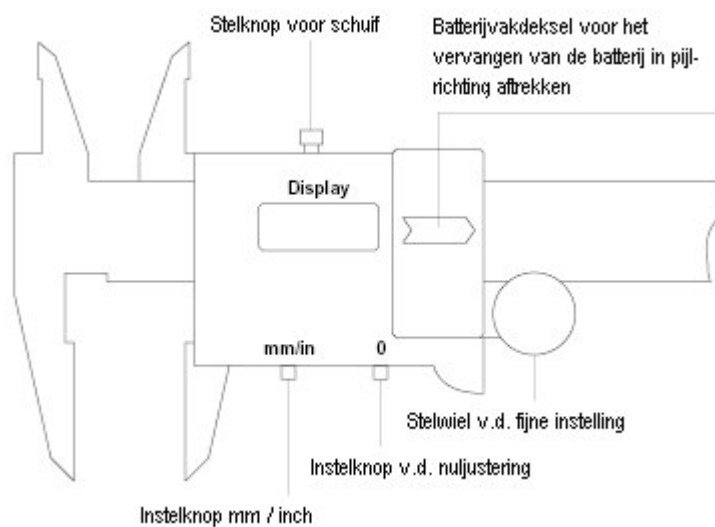 Stelknop voor schuif
Batterijvakdeksel voor het
vervangen van de batterij in pijl-
richting aftrekken
Display
mm/in
0
Stelwiel v.d. fijne instelling
Instelknop v.d. nuljustering
Instelknop mm / inch